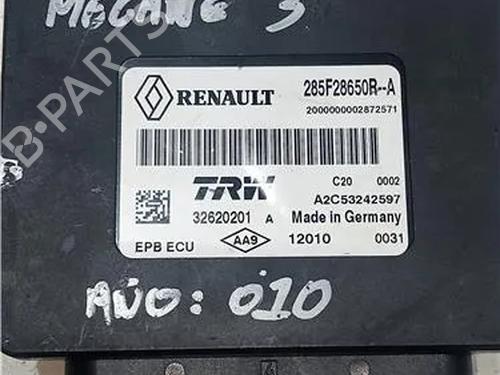 MEGANE 3
B-PARTS
RENAULT 285F28650R--A
2000000002872571
C20 0002
TRW A2C53242597
32620201 A Made in Germany
EPB ECU AA9 12010 0031
AÑO: 010